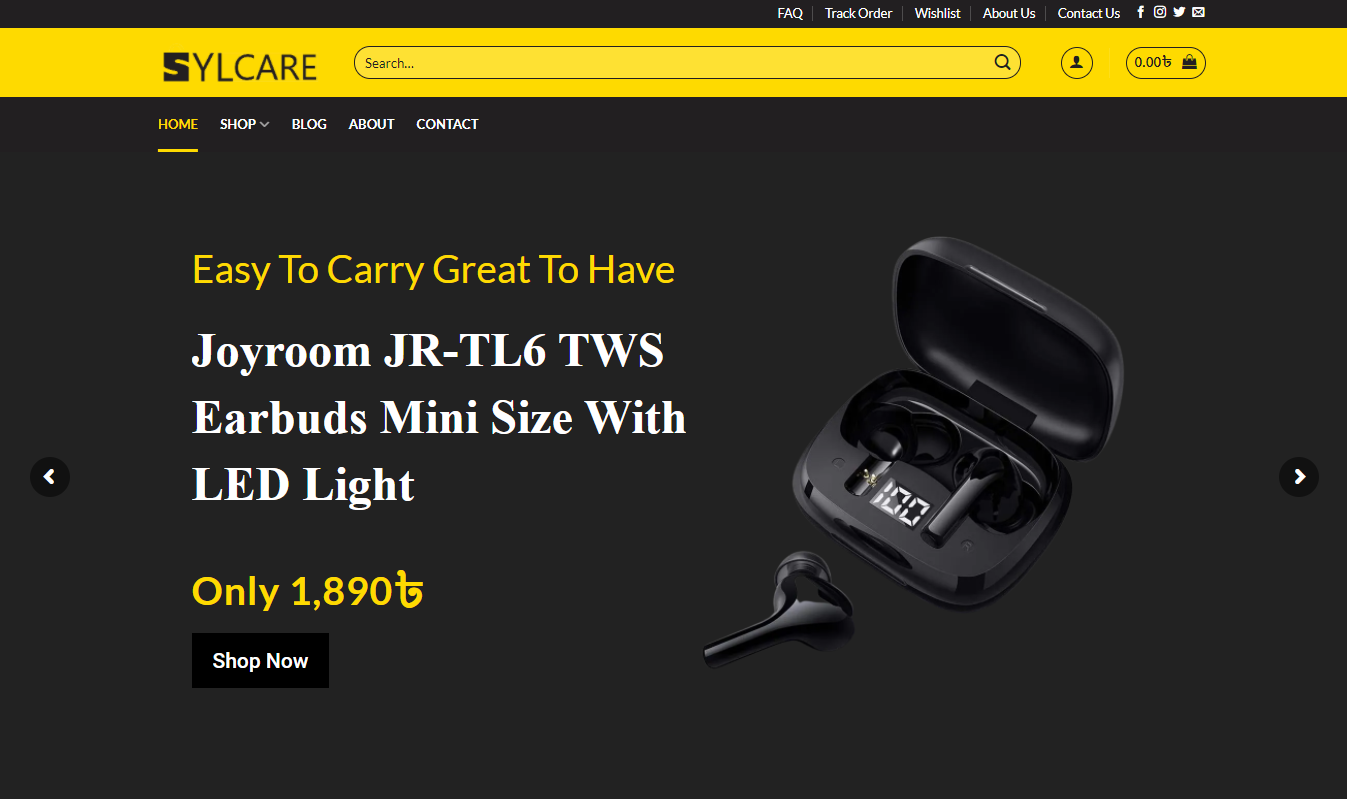 FAQ Track Order Wishlist About Us Contact Us
SYLCARE
Search...
0.00৳
HOME SHOP BLOG ABOUT CONTACT
Easy To Carry Great To Have
Joyroom JR-TL6 TWS
Earbuds Mini Size With
LED Light
Only 1,890৳
Shop Now
100
L
R